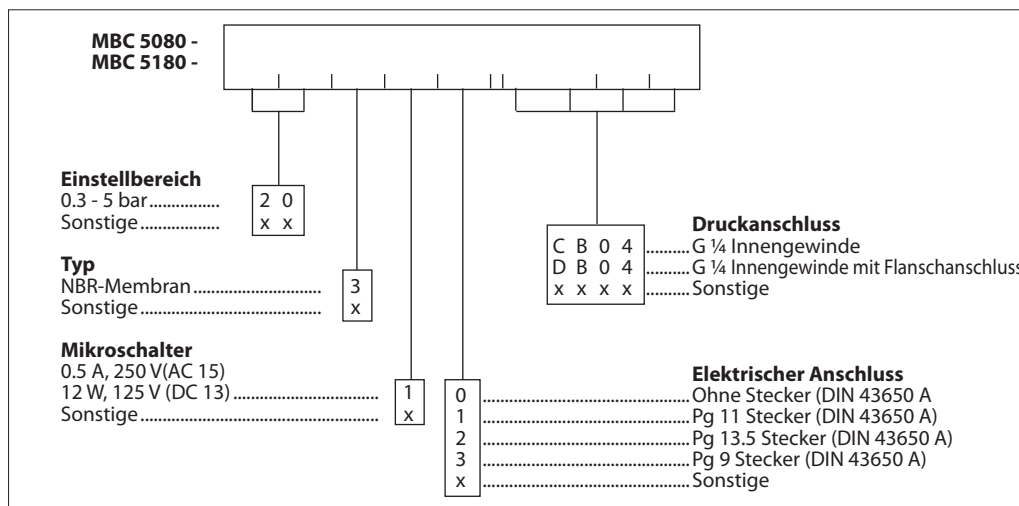 MBC 5080 -
MBC 5180 -
Einstellbereich
0.3 - 5 bar................ 2 0
Sonstige.................. x x
Typ
NBR-Membran..................... 3
Sonstige..................................... x
Mikroschalter
0.5 A, 250 V(AC 15)
12 W, 125 V (DC 13)............................. 1
Sonstige............................................... x
Druckanschluss
C B 0 4 .......... G ¼ Innengewinde
D B 0 4 .......... G ¼ Innengewinde mit Flanschanschluss
x x x x .......... Sonstige
Elektrischer Anschluss
0 .......................................... Ohne Stecker (DIN 43650 A
1 .......................................... Pg 11 Stecker (DIN 43650 A)
2 .......................................... Pg 13.5 Stecker (DIN 43650 A)
3 .......................................... Pg 9 Stecker (DIN 43650 A)
x .......................................... Sonstige